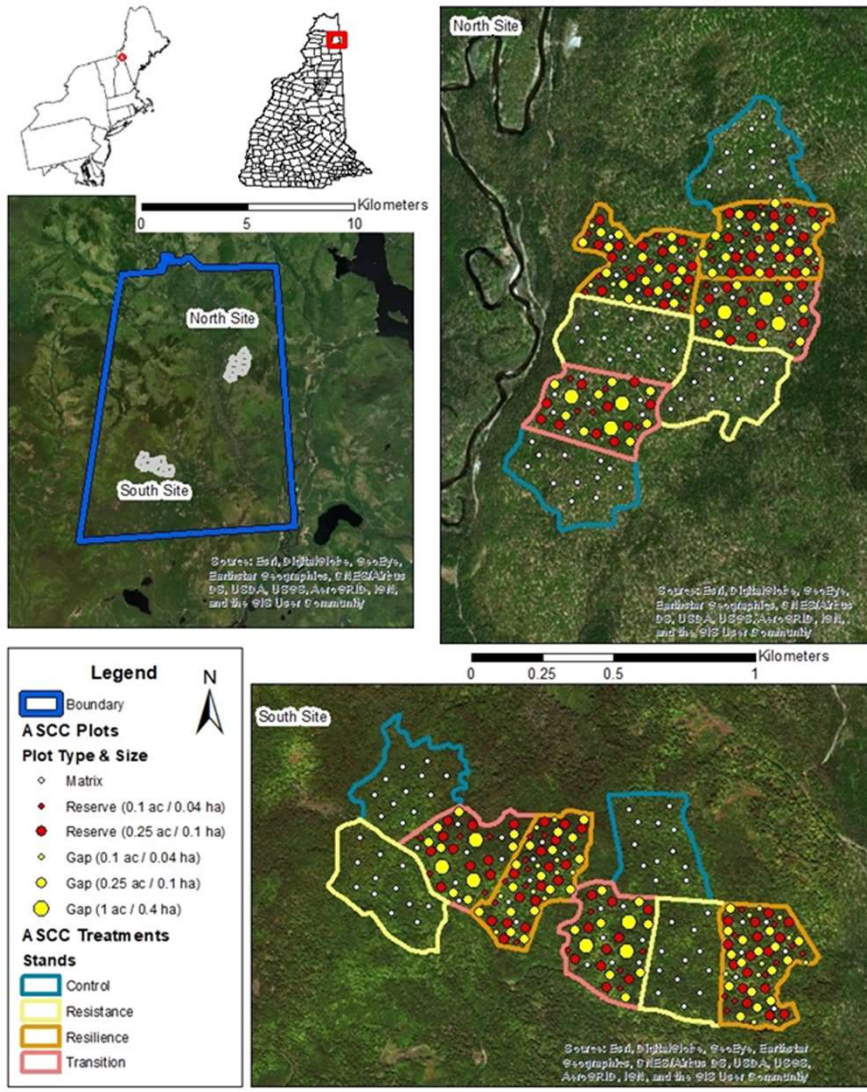 Kilometers
0 5 10
North Site
South Site
Source: Esri, DigitalGlobe, GeoEye,
Earthstar Geographics, CNES/Airbus
DS, USDA, USGS, AeroGRID, IGN,
and the GIS User Community
North Site
Source: Esri, DigitalGlobe, GeoEye,
Earthstar Geographics, CNES/Airbus
DS, USDA, USGS, AeroGRID, IGN,
and the GIS User Community
Kilometers
0 0.25 0.5 1
Legend
N
Boundary
ASCC Plots
Plot Type & Size
Matrix
Reserve (0.1 ac / 0.04 ha)
Reserve (0.25 ac / 0.1 ha)
Gap (0.1 ac / 0.04 ha)
Gap (0.25 ac / 0.1 ha)
Gap (1 ac / 0.4 ha)
ASCC Treatments
Stands
Control
Resistance
Resilience
Transition
South Site
Source: Esri, DigitalGlobe, GeoEye, Earthstar
Geographics, CNES/Airbus DS, USDA, USGS,
AeroGRID, IGN, and the GIS User Community